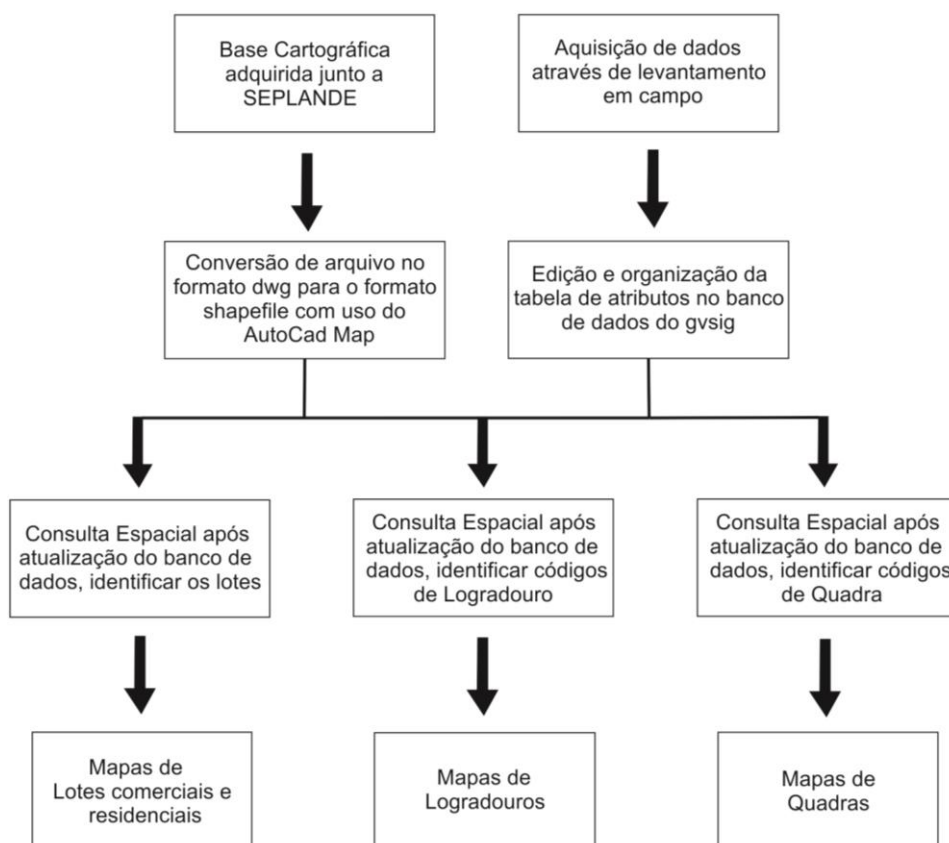 Base Cartográfica
adquirida junto a
SEPLANDE
Aquisição de dados
através de levantamento
em campo
Conversão de arquivo no
formato dwg para o formato
shapefile com uso do
AutoCad Map
Edição e organização da
tabela de atributos no banco
de dados do gvsig
Consulta Espacial após
atualização do banco de
dados, identificar os lotes
Consulta Espacial após
atualização do banco de
dados, identificar códigos
de Logradouro
Consulta Espacial após
atualização do banco de
dados, identificar códigos
de Quadra
Mapas de
Lotes comerciais e
residenciais
Mapas de
Logradouros
Mapas de
Quadras